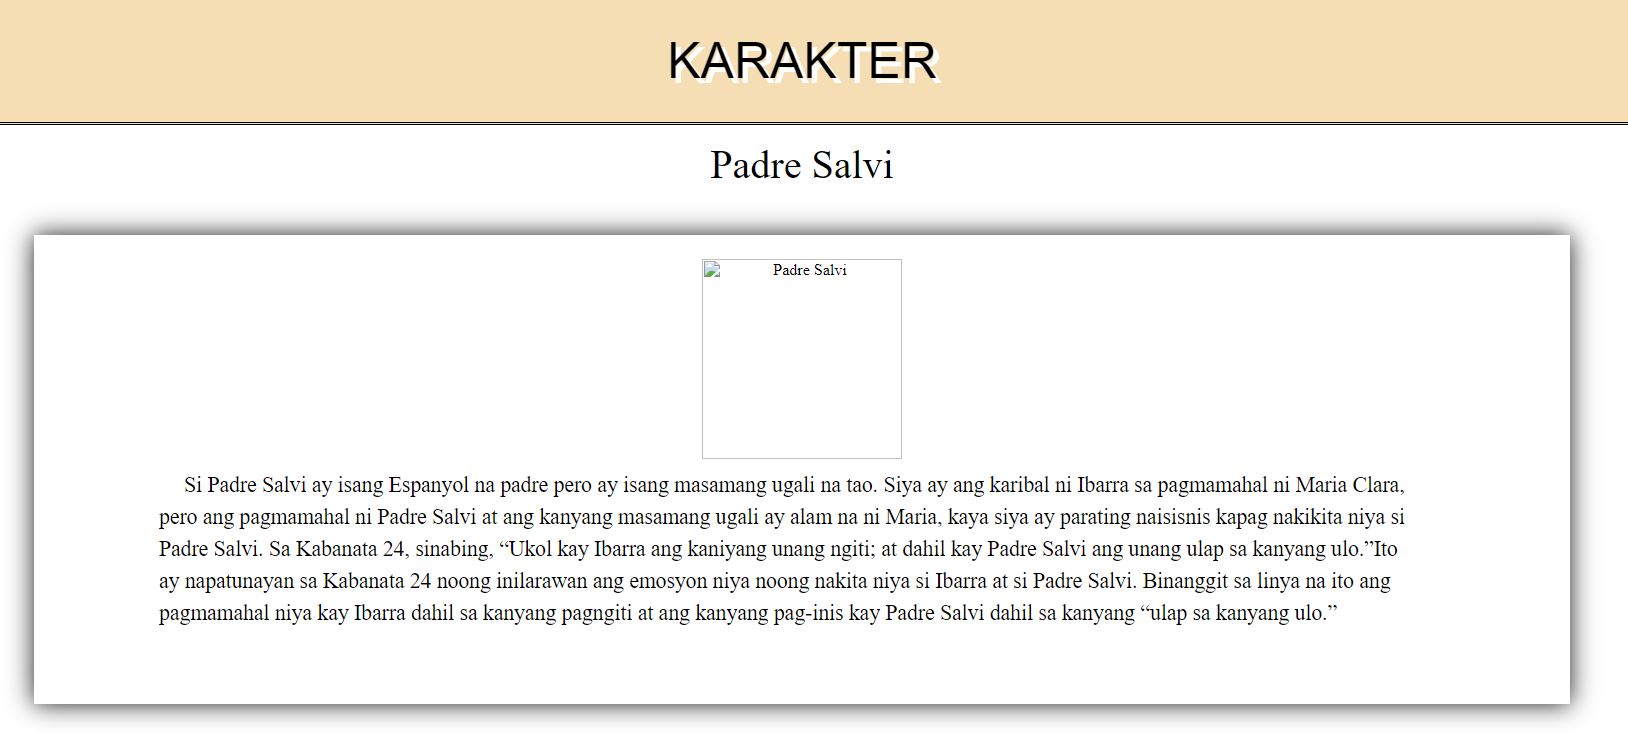 KARAKTER
Padre Salvi
Padre Salvi
Si Padre Salvi ay isang Espanyol na padre pero ay isang masamang ugali na tao. Siya ay ang karibal ni Ibarra sa pagmamahal ni Maria Clara,
pero ang pagmamahal ni Padre Salvi at ang kanyang masamang ugali ay alam na ni Maria, kaya siya ay parating naisisnis kapag nakikita niya si
Padre Salvi. Sa Kabanata 24, sinabing, “Ukol kay Ibarra ang kaniyang unang ngiti; at dahil kay Padre Salvi ang unang ulap sa kanyang ulo.”Ito
ay napatunayan sa Kabanata 24 noong inilarawan ang emosyon niya noong nakita niya si Ibarra at si Padre Salvi. Binanggit sa linya na ito ang
pagmamahal niya kay Ibarra dahil sa kanyang pagngiti at ang kanyang pag-inis kay Padre Salvi dahil sa kanyang “ulap sa kanyang ulo.”